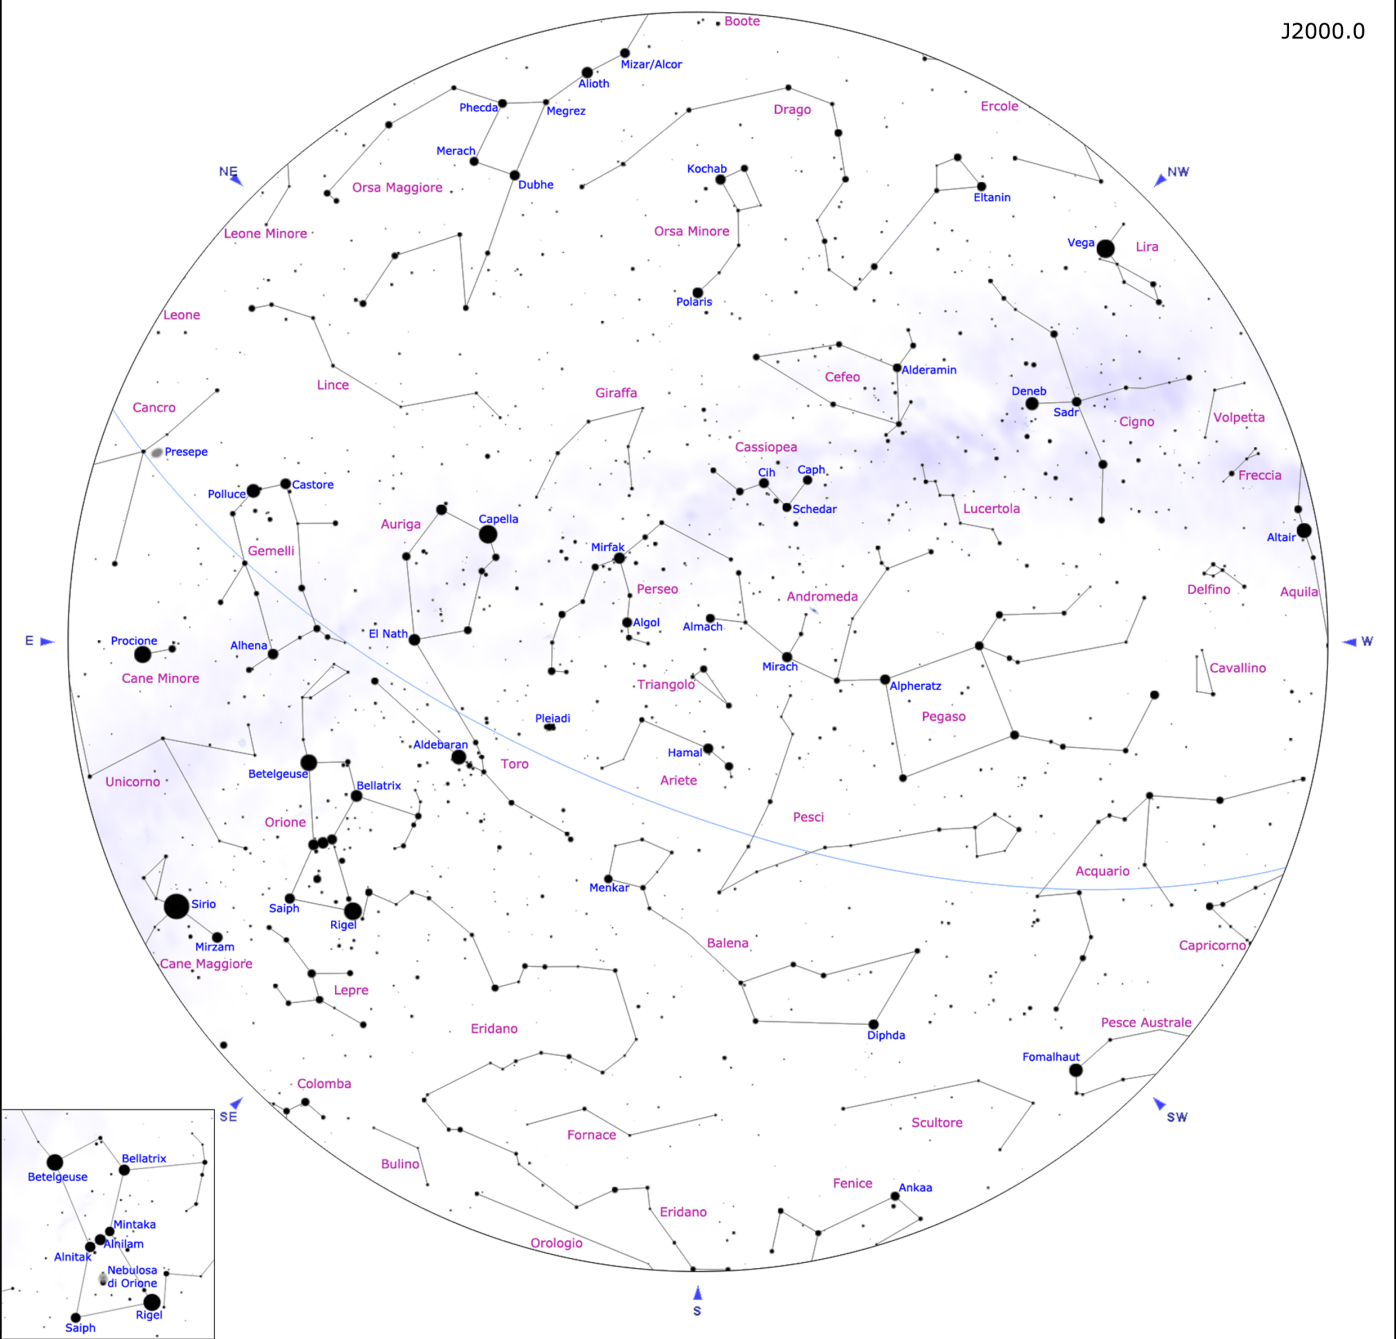 J2000.0
Boote
Mizar/Alcor
Alioth
Phecda
Megrez
Drago
Ercole
Merach
Kochab
NE
NW
Orsa Maggiore
Dubhe
Eltanin
Leone Minore
Orsa Minore
Vega
Lira
Polaris
Leone
Alderamin
Cefeo
Lince
Giraffa
Deneb
Sadr
Cancro
Cigno
Volpetta
Cassiopea
Presepe
Cih
Caph
Freccia
Polluce
Castore
Schedar
Lucertola
Auriga
Capella
Altair
Gemelli
Mirfak
Perseo
Andromeda
Delfino
Aquila
Algol
Almach
El Nath
E
Procione
Alhena
W
Mirach
Cavallino
Cane Minore
Triangolo
Alpheratz
Pegaso
Pleiadi
Aldebaran
Hamal
Toro
Betelgeuse
Unicorno
Bellatrix
Ariete
Orione
Pesci
Acquario
Menkar
Sirio
Saiph
Rigel
Mirzam
Balena
Capricorno
Cane Maggiore
Lepre
Eridano
Pesce Australe
Diphda
Fomalhaut
Colomba
SE
SW
Scultore
Fornace
Bulino
Fenice
Ankaa
Eridano
Orologio
S
Bellatrix
Betelgeuse
Mintaka
Alnilam
Alnitak
Nebulosa
di Orione
Rigel
Saiph